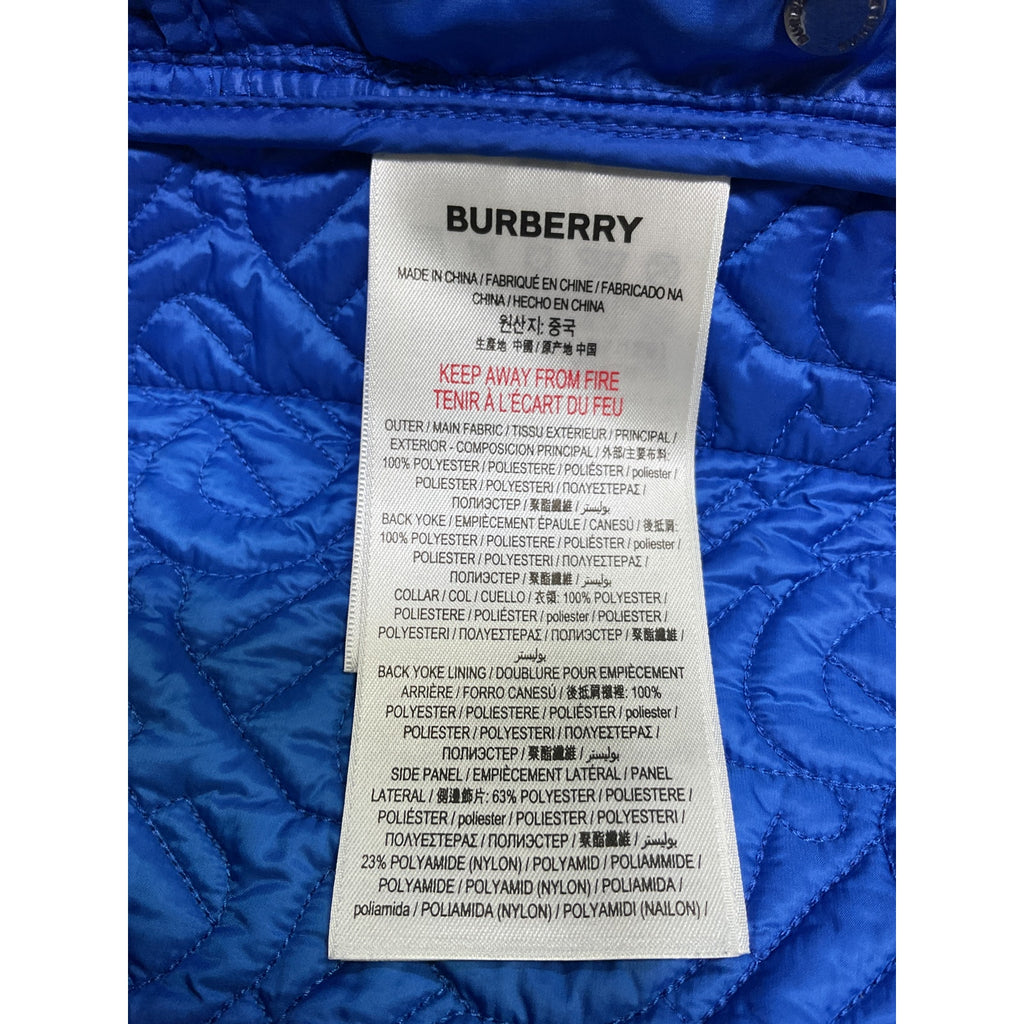 BURBERRY
MADE IN CHINA / FABRIQUÉ EN CHINE / FABRICADO NA
CHINA / HECHO EN CHINA
원산지: 중국
生產地 中國 / 原产地 中国
KEEP AWAY FROM FIRE
TENIR À L'ÉCART DU FEU
OUTER / MAIN FABRIC / TISSU EXTÉRIEUR / PRINCIPAL /
EXTERIOR - COMPOSICION PRINCIPAL / 外部/主要布料:
100% POLYESTER / POLIESTERE / POLIÉSTER / poliester /
POLIESTER / POLYESTERI / ΠΟΛΥΕΣΤΕΡΑΣ /
ПОЛИЭСТЕР / 聚酯纖維 / بوليستر /
BACK YOKE / EMPIÈCEMENT ÉPAULE / CANESÚ / 後抵肩:
100% POLYESTER / POLIESTERE / POLIÉSTER / poliester /
POLIESTER / POLYESTERI / ΠΟΛΥΕΣΤΕΡΑΣ /
ПОЛИЭСТЕР / 聚酯纖維 / بوليستر /
COLLAR / COL / CUELLO / 衣領: 100% POLYESTER /
POLIESTERE / POLIÉSTER / poliester / POLIESTER /
POLYESTERI / ΠΟΛΥΕΣΤΕΡΑΣ / ПОЛИЭСТЕР / 聚酯纖維 /
بوليستر /
BACK YOKE LINING / DOUBLURE POUR EMPIÈCEMENT
ARRIÈRE / FORRO CANESÚ / 後抵肩襯裡: 100%
POLYESTER / POLIESTERE / POLIÉSTER / poliester /
POLIESTER / POLYESTERI / ΠΟΛΥΕΣΤΕΡΑΣ /
ПОЛИЭСТЕР / 聚酯纖維 / بوليستر /
SIDE PANEL / EMPIÈCEMENT LATÉRAL / PANEL
LATERAL / 側邊飾片: 63% POLYESTER / POLIESTERE /
POLIÉSTER / poliester / POLIESTER / POLYESTERI /
ΠΟΛΥΕΣΤΕΡΑΣ / ПОЛИЭСТЕР / 聚酯纖維 / بوليستر /
23% POLYAMIDE (NYLON) / POLYAMID / POLIAMMIDE /
POLYAMIDE / POLYAMID (NYLON) / POLIAMIDA /
poliamida / POLIAMIDA (NYLON) / POLYAMIDI (NAILON) /